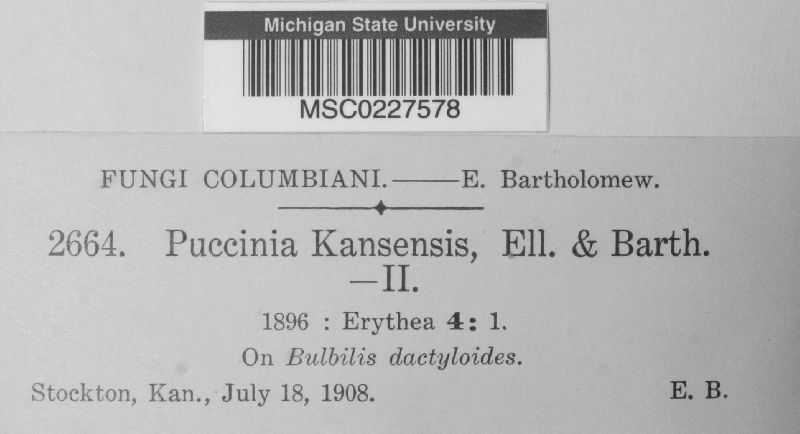 Michigan State University
MSC0227578
FUNGI COLUMBIANI.——E. Bartholomew.
2664. Puccinia Kansensis, Ell. & Barth.
—II.
1896 : Erythea 4: 1.
On Bulbilis dactyloides.
Stockton, Kan., July 18, 1908. E. B.